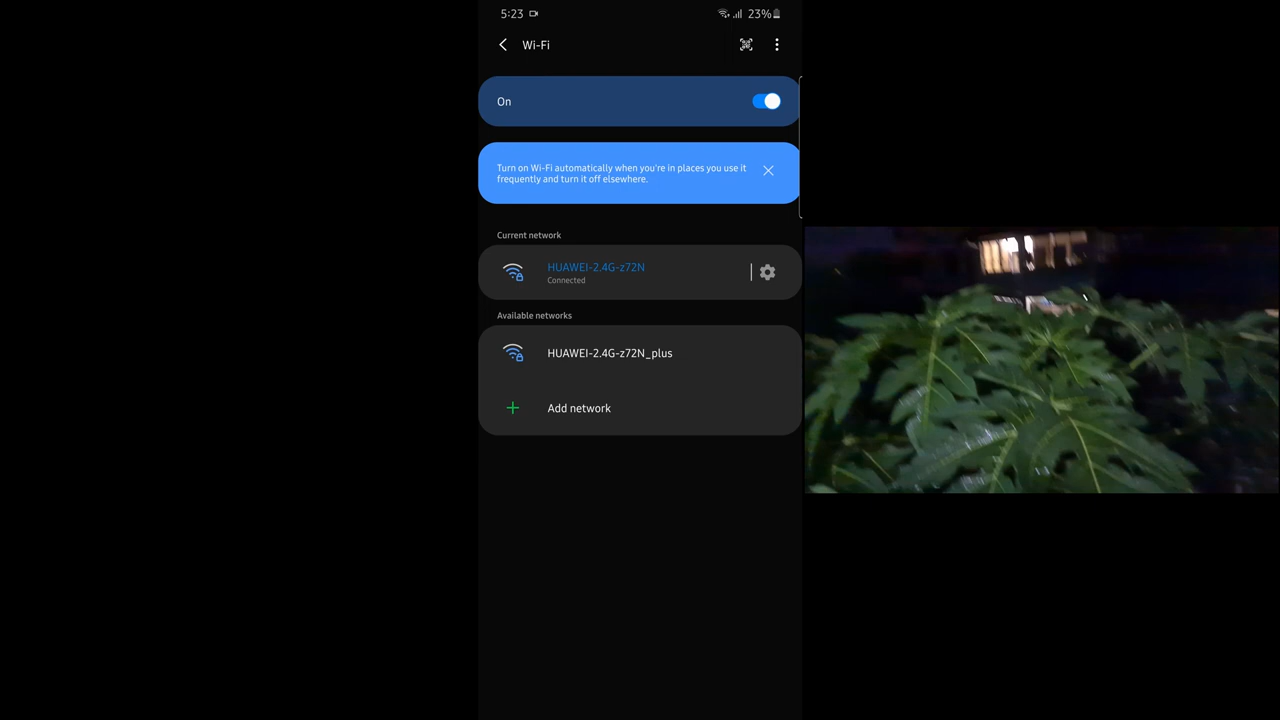 5:23
23%
Wi-Fi
On
Turn on Wi-Fi automatically when you're in places you use it
frequently and turn it off elsewhere.
Current network
HUAWEI-2.4G-z72N
Connected
Available networks
HUAWEI-2.4G-z72N_plus
Add network